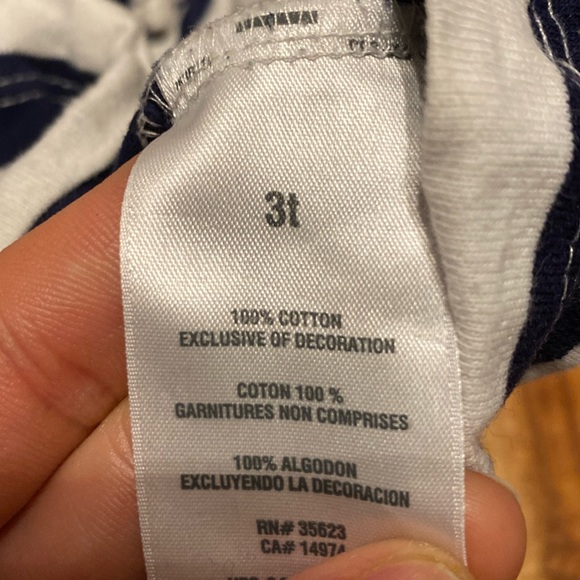 3t
100% COTTON
EXCLUSIVE OF DECORATION
COTON 100 %
GARNITURES NON COMPRISES
100% ALGODON
EXCLUYENDO LA DECORACION
RN# 35623
CA# 14974